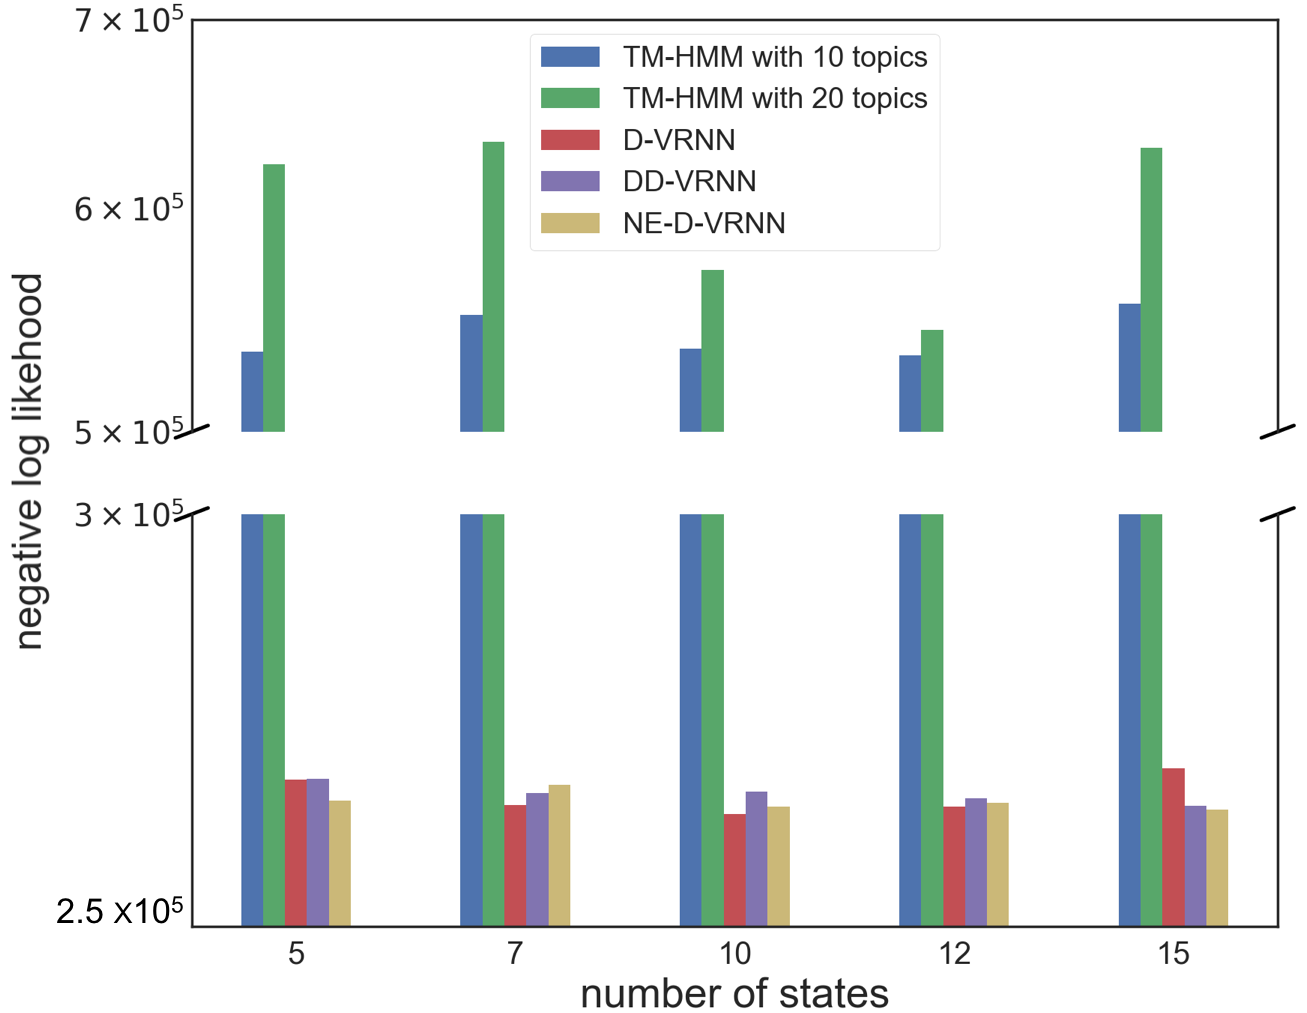 7 × 10⁵
TM-HMM with 10 topics
TM-HMM with 20 topics
D-VRNN
DD-VRNN
NE-D-VRNN
6 × 10⁵
5 × 10⁵
3 × 10⁵
2.5 X10⁵
negative log likehood
5 7 10 12 15
number of states